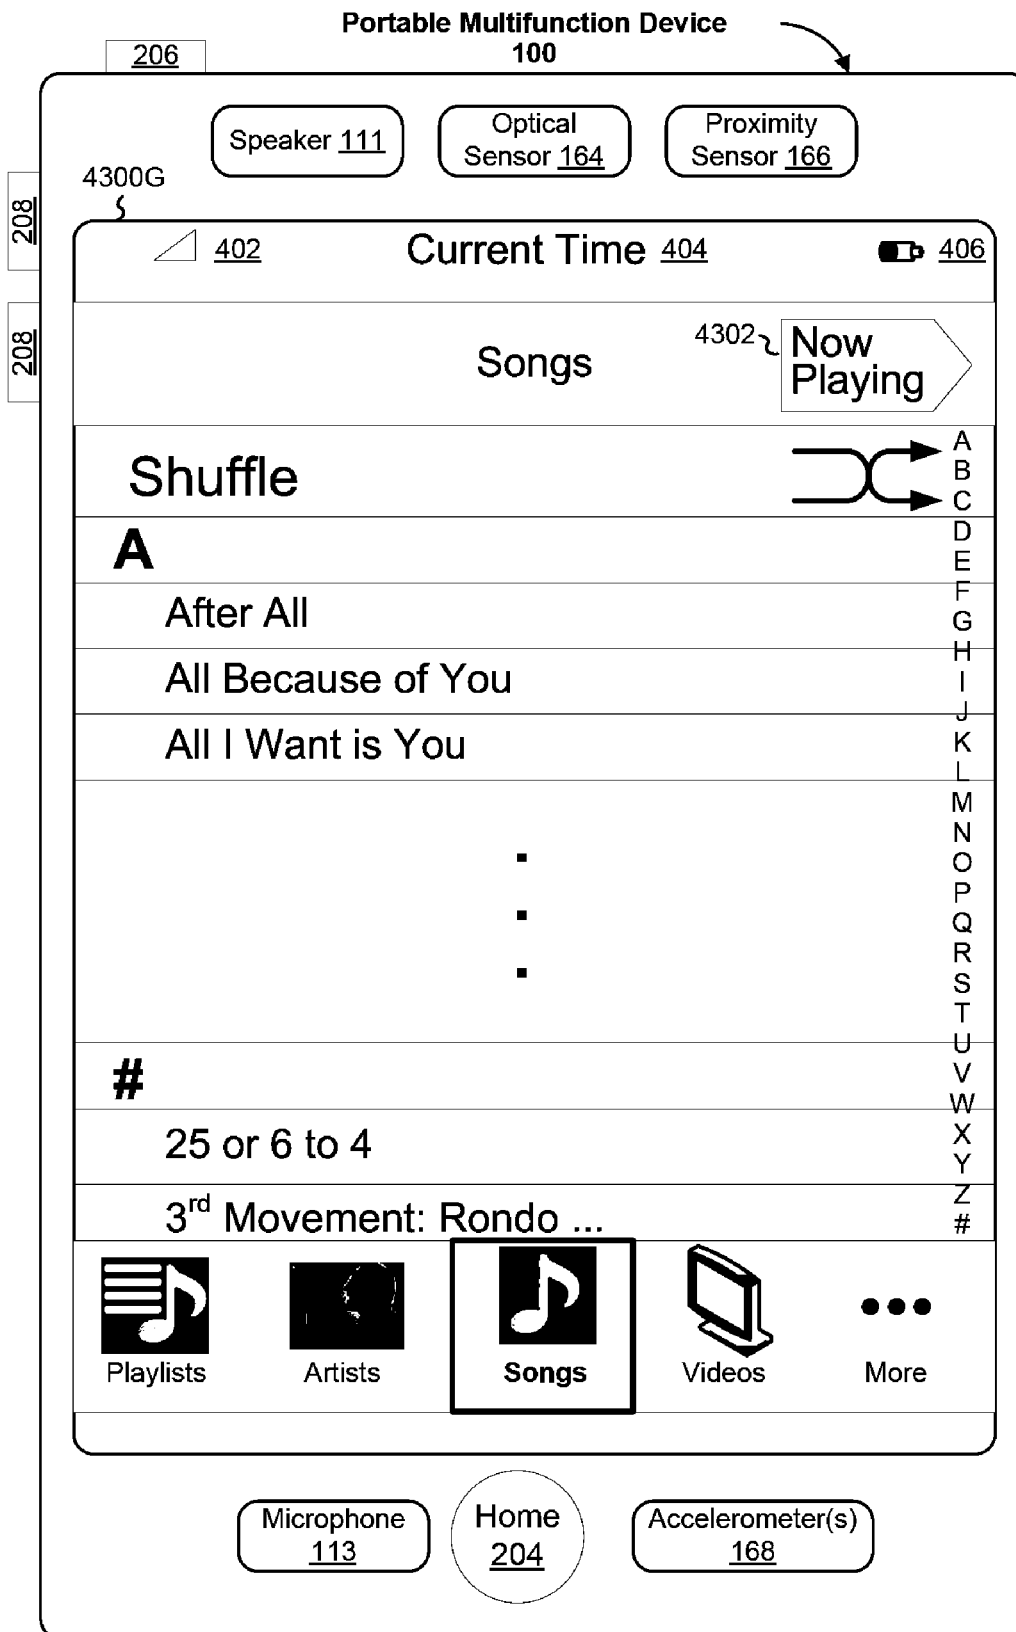 Portable Multifunction Device
100
206
Speaker 111
Optical
Sensor 164
Proximity
Sensor 166
4300G
208
208
402
Current Time 404
406
Songs
4302
Now
Playing
Shuffle
A
After All
All Because of You
All I Want is You
#
25 or 6 to 4
3rd Movement: Rondo ...
A
B
C
D
E
F
G
H
I
J
K
L
M
N
O
P
Q
R
S
T
U
V
W
X
Y
Z
#
Playlists
Artists
Songs
Videos
More
Microphone
113
Home
204
Accelerometer(s)
168